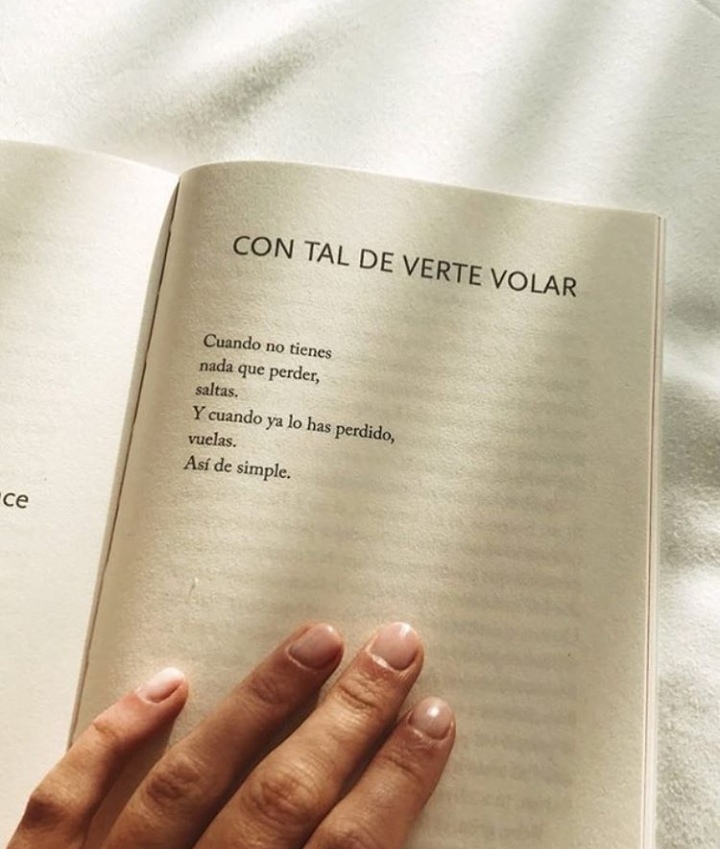 CON TAL DE VERTE VOLAR
Cuando no tienes
nada que perder,
saltas.
Y cuando ya lo has perdido,
vuelas.
Así de simple.